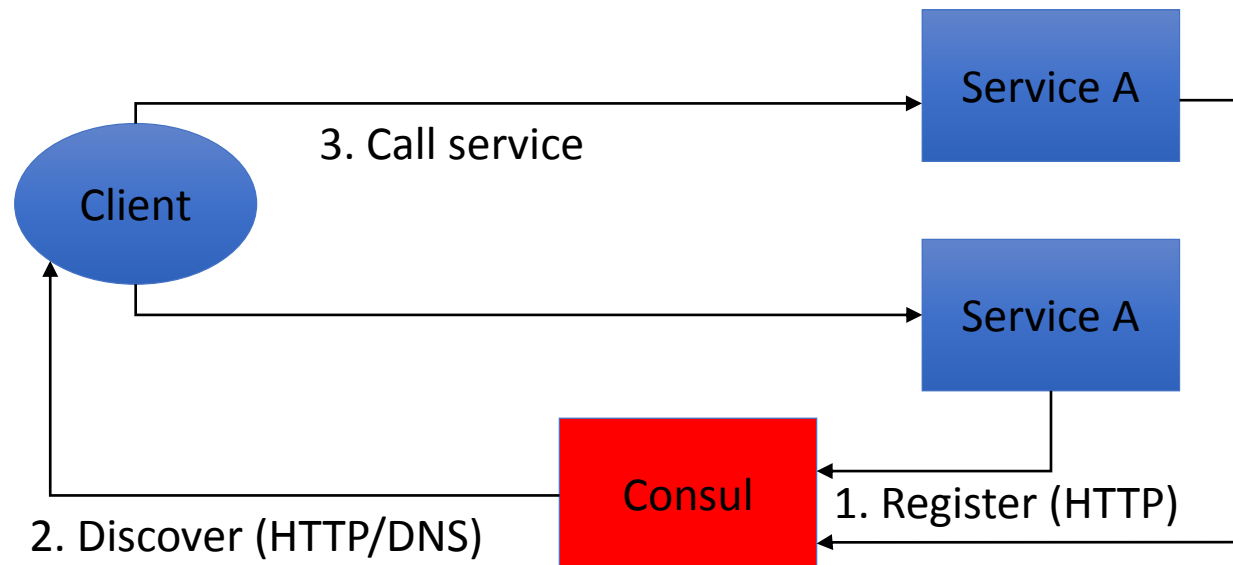 Service A
3. Call service
Client
Service A
Consul
1. Register (HTTP)
2. Discover (HTTP/DNS)